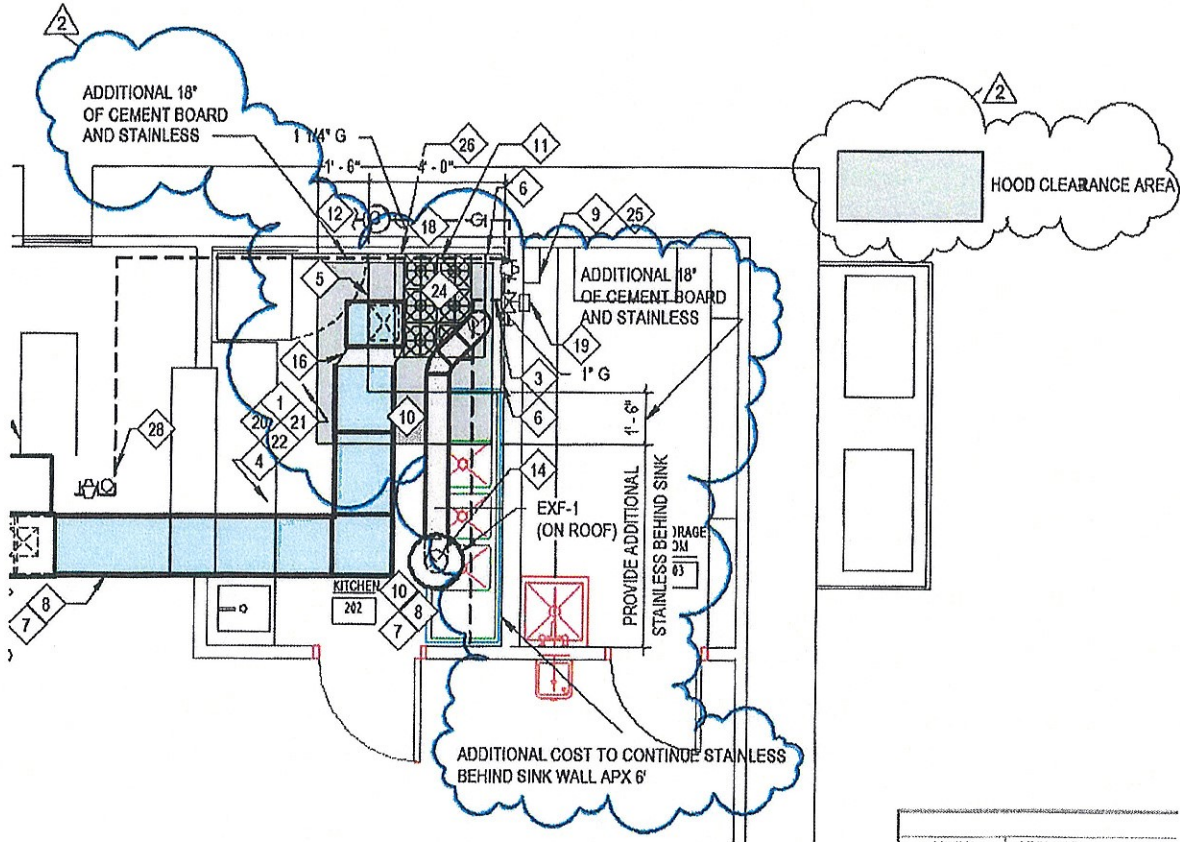 2
ADDITIONAL 18"
OF CEMENT BOARD
AND STAINLESS
1 1/4" G
1' - 6"
4' - 0"
26
11
6
2
HOOD CLEARANCE AREA
12
18
G
9
25
5
24
ADDITIONAL 18"
OF CEMENT BOARD
AND STAINLESS
16
19
3
1" G
1
20
21
22
4
10
6
1' - 6"
28
14
EXF-1
(ON ROOF)
PROVIDE ADDITIONAL
STAINLESS BEHIND SINK
ORAGE
OM
03
KITCHEN
202
7
8
10
8
7
ADDITIONAL COST TO CONTINUE STAINLESS
BEHIND SINK WALL APX 6'